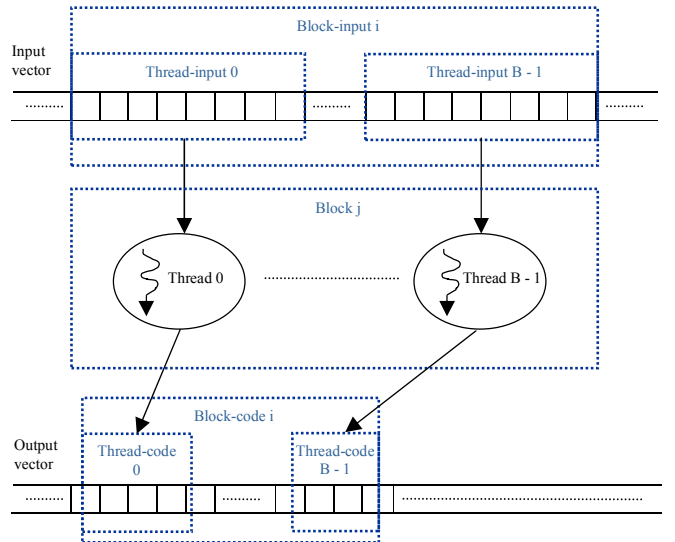 Block-input i
Input
vector
Thread-input 0
Thread-input B - 1
Block j
Thread 0
Thread B - 1
Block-code i
Output
vector
Thread-code
0
Thread-code
B - 1